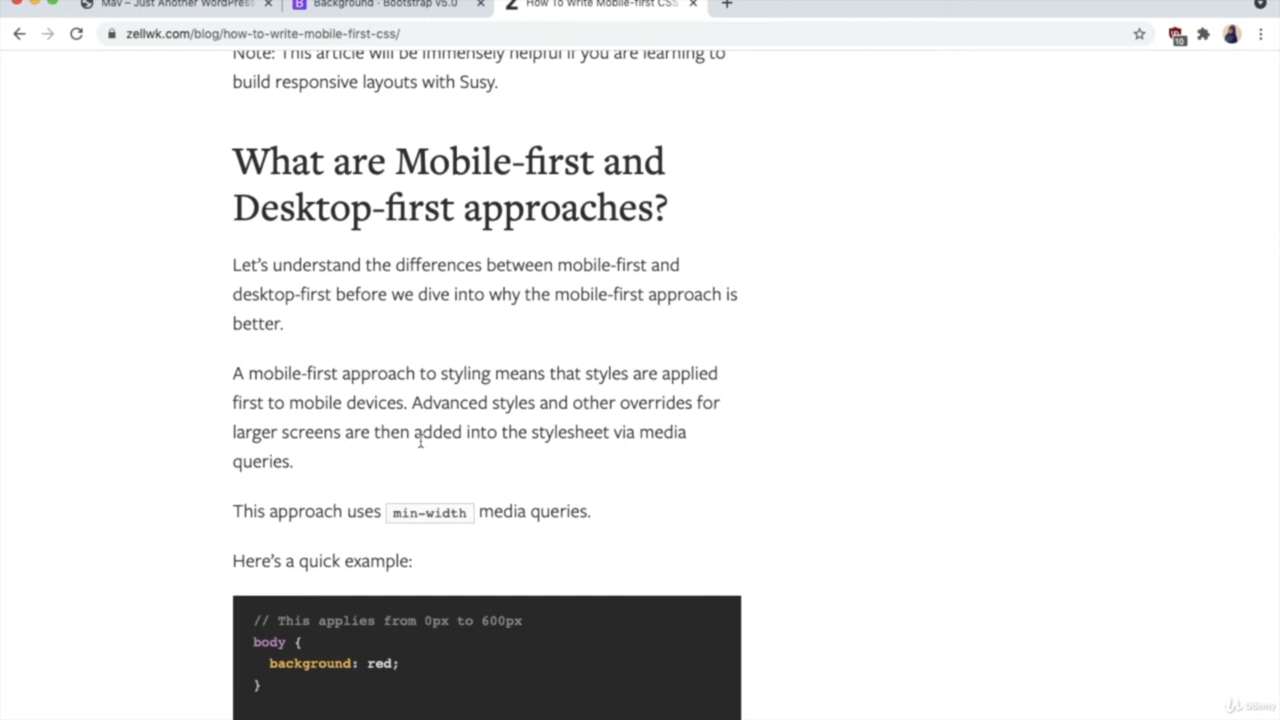 Mav – Just Another WordPress
B Background · Bootstrap v5.0
Z How To Write Mobile-first CSS
zellwk.com/blog/how-to-write-mobile-first-css/
10
Note: This article will be immensely helpful if you are learning to
build responsive layouts with Susy.
What are Mobile-first and
Desktop-first approaches?
Let’s understand the differences between mobile-first and
desktop-first before we dive into why the mobile-first approach is
better.
A mobile-first approach to styling means that styles are applied
first to mobile devices. Advanced styles and other overrides for
larger screens are then added into the stylesheet via media
queries.
This approach uses min-width media queries.
Here’s a quick example:
// This applies from 0px to 600px
body {
background: red;
}
Udemy